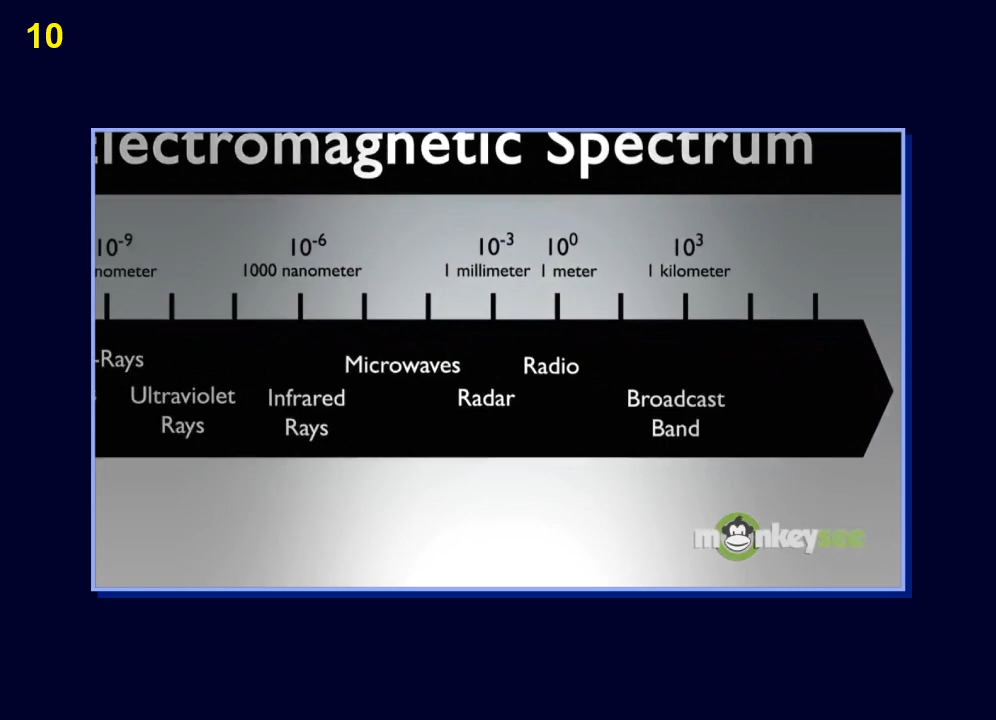 10
Electromagnetic Spectrum
10-9 10-6 10-3 100 103
nometer 1000 nanometer 1 millimeter 1 meter 1 kilometer
-Rays Microwaves Radio
Ultraviolet Infrared Radar Broadcast
Rays Rays Band
monkeysee